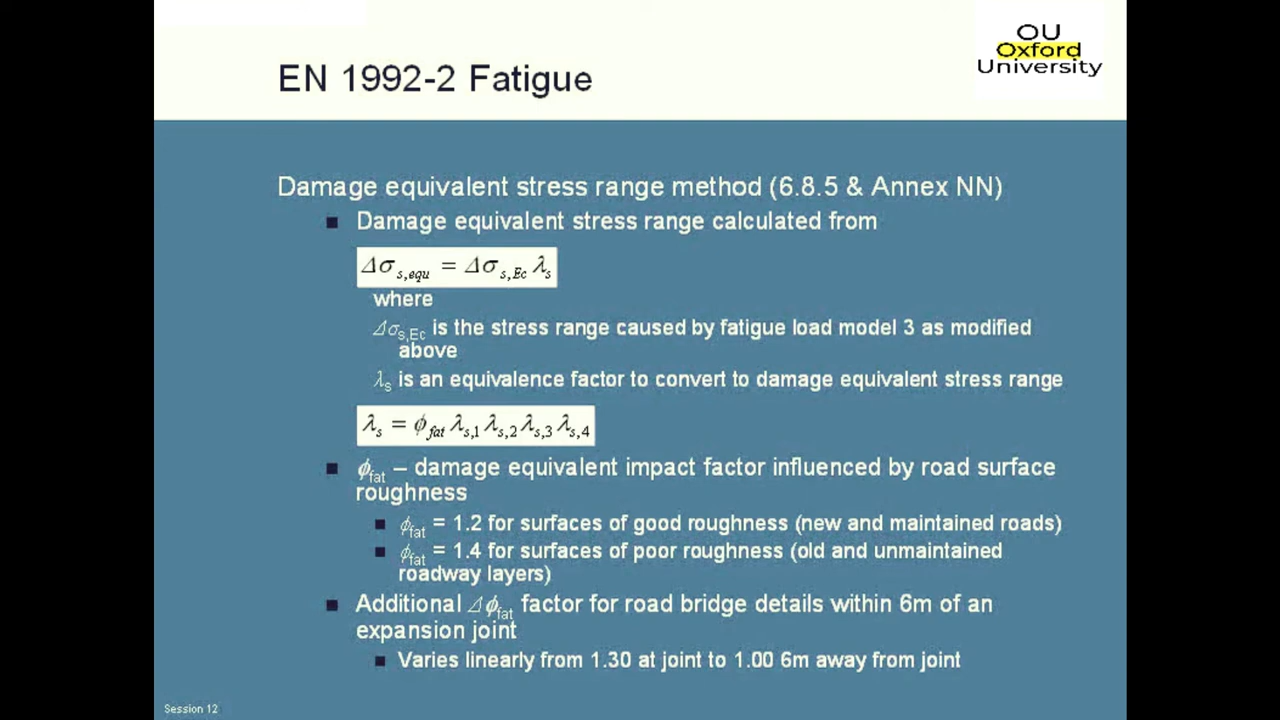 OU
Oxford
University
EN 1992-2 Fatigue
Damage equivalent stress range method (6.8.5 & Annex NN)
■ Damage equivalent stress range calculated from
Δσs,equ = Δσs,Ec λs
where
Δσs,Ec is the stress range caused by fatigue load model 3 as modified
above
λs is an equivalence factor to convert to damage equivalent stress range
λs = ϕfat λs,1 λs,2 λs,3 λs,4
■ ϕfat – damage equivalent impact factor influenced by road surface
roughness
■ ϕfat = 1.2 for surfaces of good roughness (new and maintained roads)
■ ϕfat = 1.4 for surfaces of poor roughness (old and unmaintained
roadway layers)
■ Additional Δϕfat factor for road bridge details within 6m of an
expansion joint
■ Varies linearly from 1.30 at joint to 1.00 6m away from joint
Session 12